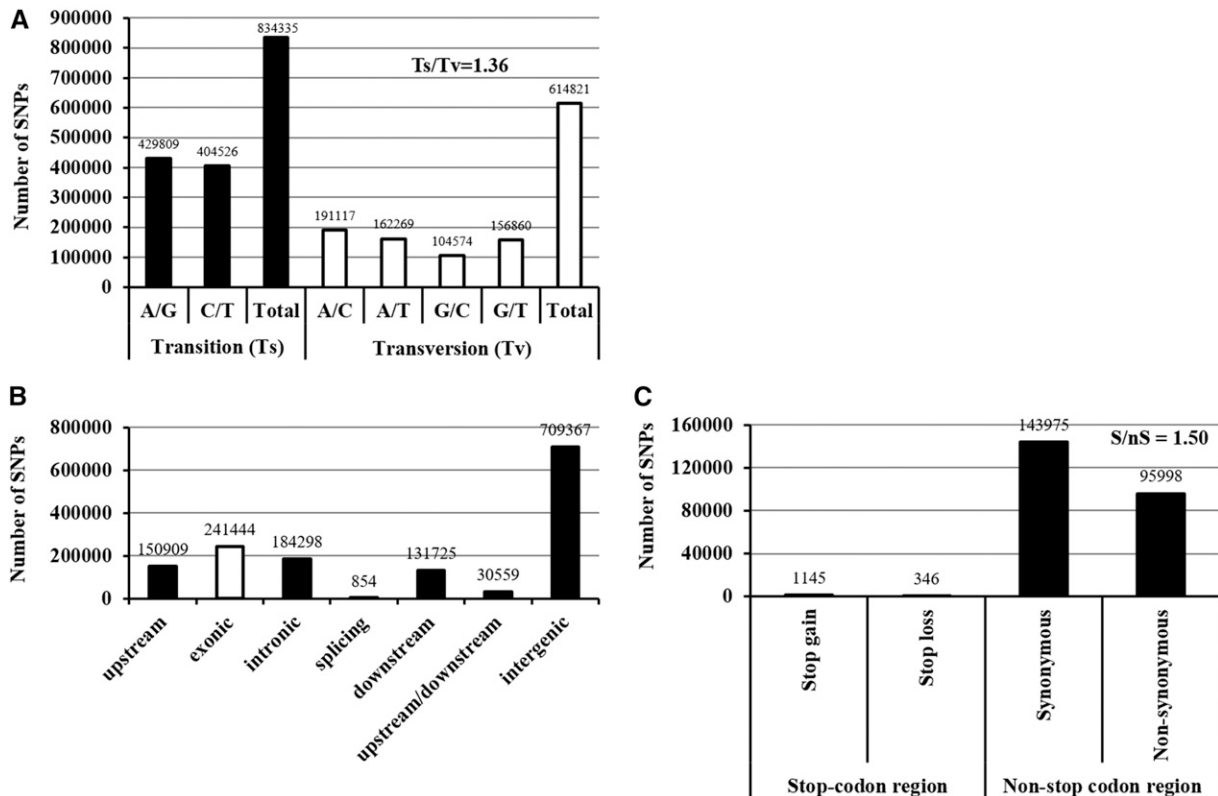 A
Number of SNPs
900000
800000
700000
600000
500000
400000
300000
200000
100000
0
429809
404526
834335
191117
162269
104574
156860
614821
Ts/Tv=1.36
A/G C/T Total A/C A/T G/C G/T Total
Transition (Ts) Transversion (Tv)
B
Number of SNPs
800000
600000
400000
200000
0
150909
241444
184298
854
131725
30559
709367
upstream
exonic
intronic
splicing
downstream
upstream/downstream
intergenic
C
Number of SNPs
160000
120000
80000
40000
0
1145
346
143975
95998
S/nS = 1.50
Stop gain
Stop loss
Synonymous
Non-synonymous
Stop-codon region Non-stop codon region